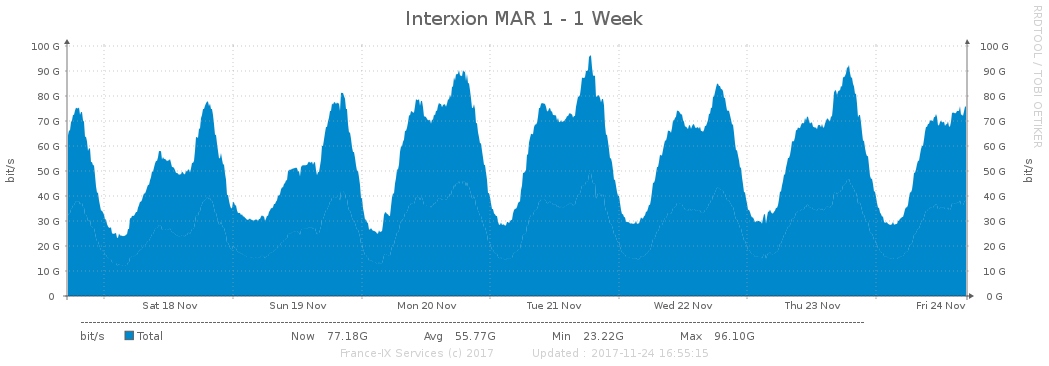 Interxion MAR 1 - 1 Week
RRDTOOL / TOBI OETIKER
100 G 100 G
90 G 90 G
80 G 80 G
70 G 70 G
60 G 60 G
50 G 50 G
40 G 40 G
30 G 30 G
20 G 20 G
10 G 10 G
0 0 G
bit/s
bit/s
Sat 18 Nov Sun 19 Nov Mon 20 Nov Tue 21 Nov Wed 22 Nov Thu 23 Nov Fri 24 Nov
bit/s Total Now 77.18G Avg 55.77G Min 23.22G Max 96.10G
France-IX Services (c) 2017 Updated : 2017-11-24 16:55:15